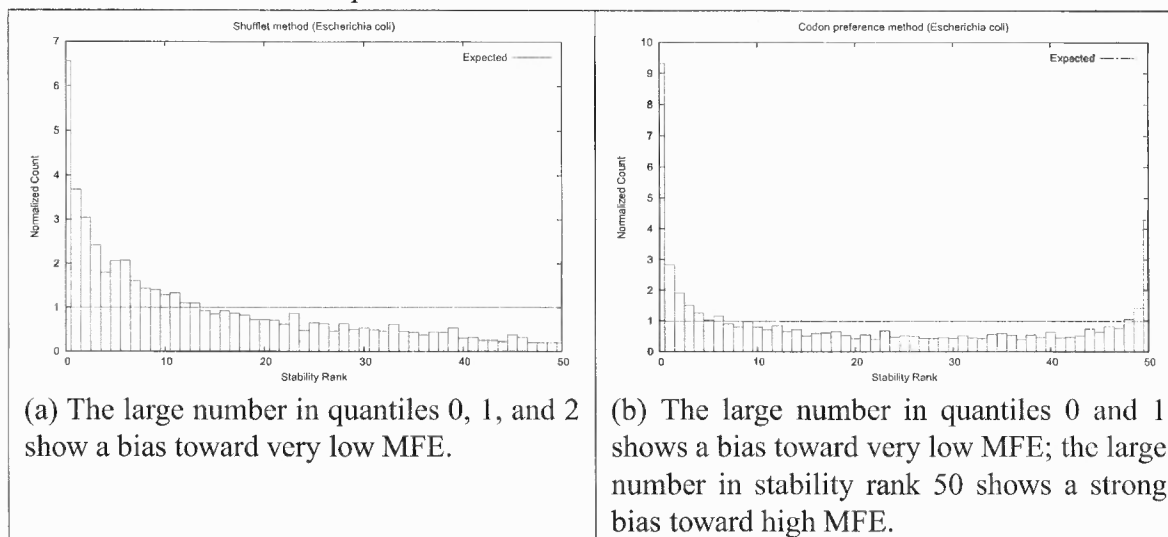 Shufflet method (Escherichia coli)
7
6
5
4
3
2
1
0
Normalized Count
Expected
0 10 20 30 40 50
Stability Rank
(a) The large number in quantiles 0, 1, and 2
show a bias toward very low MFE.
Codon preference method (Escherichia coli)
10
9
8
7
6
5
4
3
2
1
0
Normalized Count
Expected
0 10 20 30 40 50
Stability Rank
(b) The large number in quantiles 0 and 1
shows a bias toward very low MFE; the large
number in stability rank 50 shows a strong
bias toward high MFE.